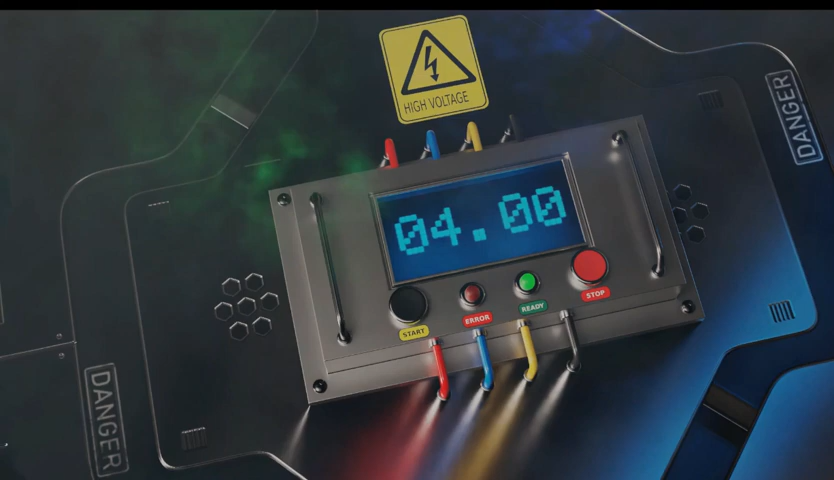 HIGH VOLTAGE
DANGER
04.00
START
ERROR
READY
STOP
DANGER